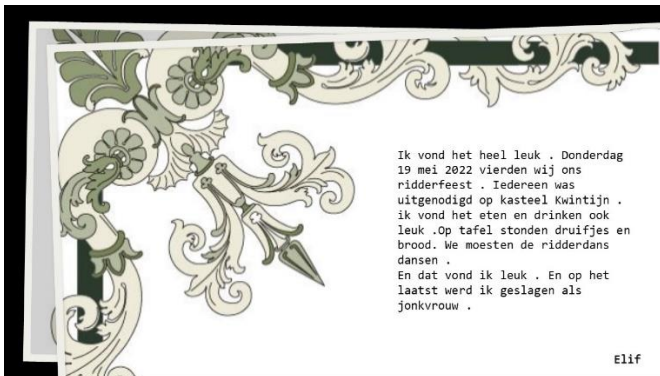 Ik vond het heel leuk . Donderdag
19 mei 2022 vierden wij ons
ridderfeest . Iedereen was
uitgenodigd op kasteel Kwintijn .
ik vond het eten en drinken ook
leuk .Op tafel stonden druifjes en
brood. We moesten de ridderdans
dansen .
En dat vond ik leuk . En op het
laatst werd ik geslagen als
jonkvrouw .
Elif